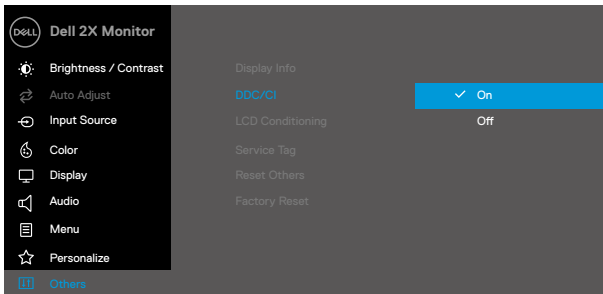 DELL Dell 2X Monitor
Brightness / Contrast
Auto Adjust
Input Source
Color
Display
Audio
Menu
Personalize
Others
Display Info
DDC/CI
LCD Conditioning
Service Tag
Reset Others
Factory Reset
On
Off